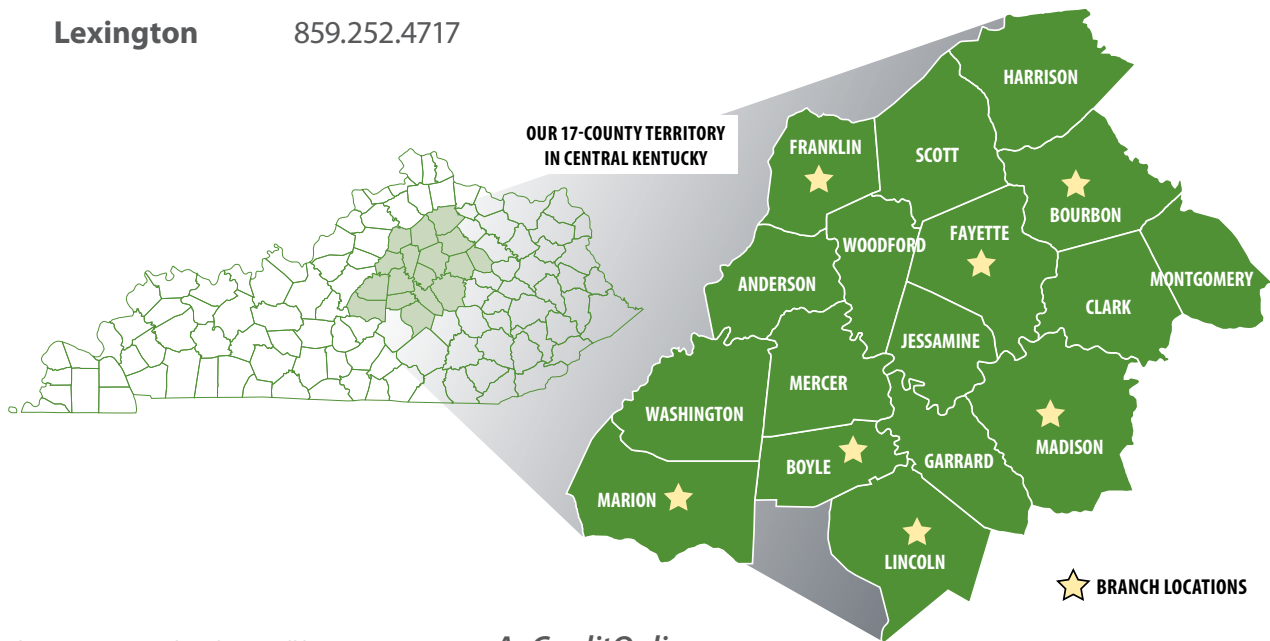 Lexington 859.252.4717
OUR 17-COUNTY TERRITORY
IN CENTRAL KENTUCKY
HARRISON
FRANKLIN
SCOTT
BOURBON
WOODFORD
FAYETTE
MONTGOMERY
ANDERSON
CLARK
JESSAMINE
MERCER
WASHINGTON
MADISON
BOYLE
GARRARD
MARION
LINCOLN
BRANCH LOCATIONS